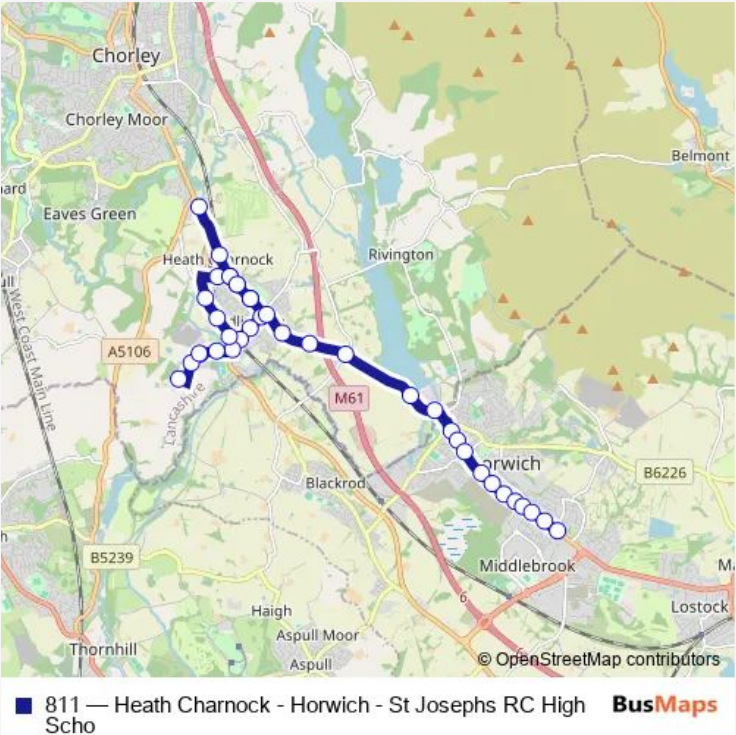 Chorley
Chorley Moor
Belmont
Eaves Green
Rivington
Heath
rnock
West Coast Main Line
A5106
Lancashire
M61
orwich
B6226
Blackrod
B5239
Middlebrook
6
Lostock
Haigh
Aspull Moor
Thornhill
Aspull
© OpenStreetMap contributors
811 — Heath Charnock - Horwich - St Josephs RC High
Scho
BusMaps